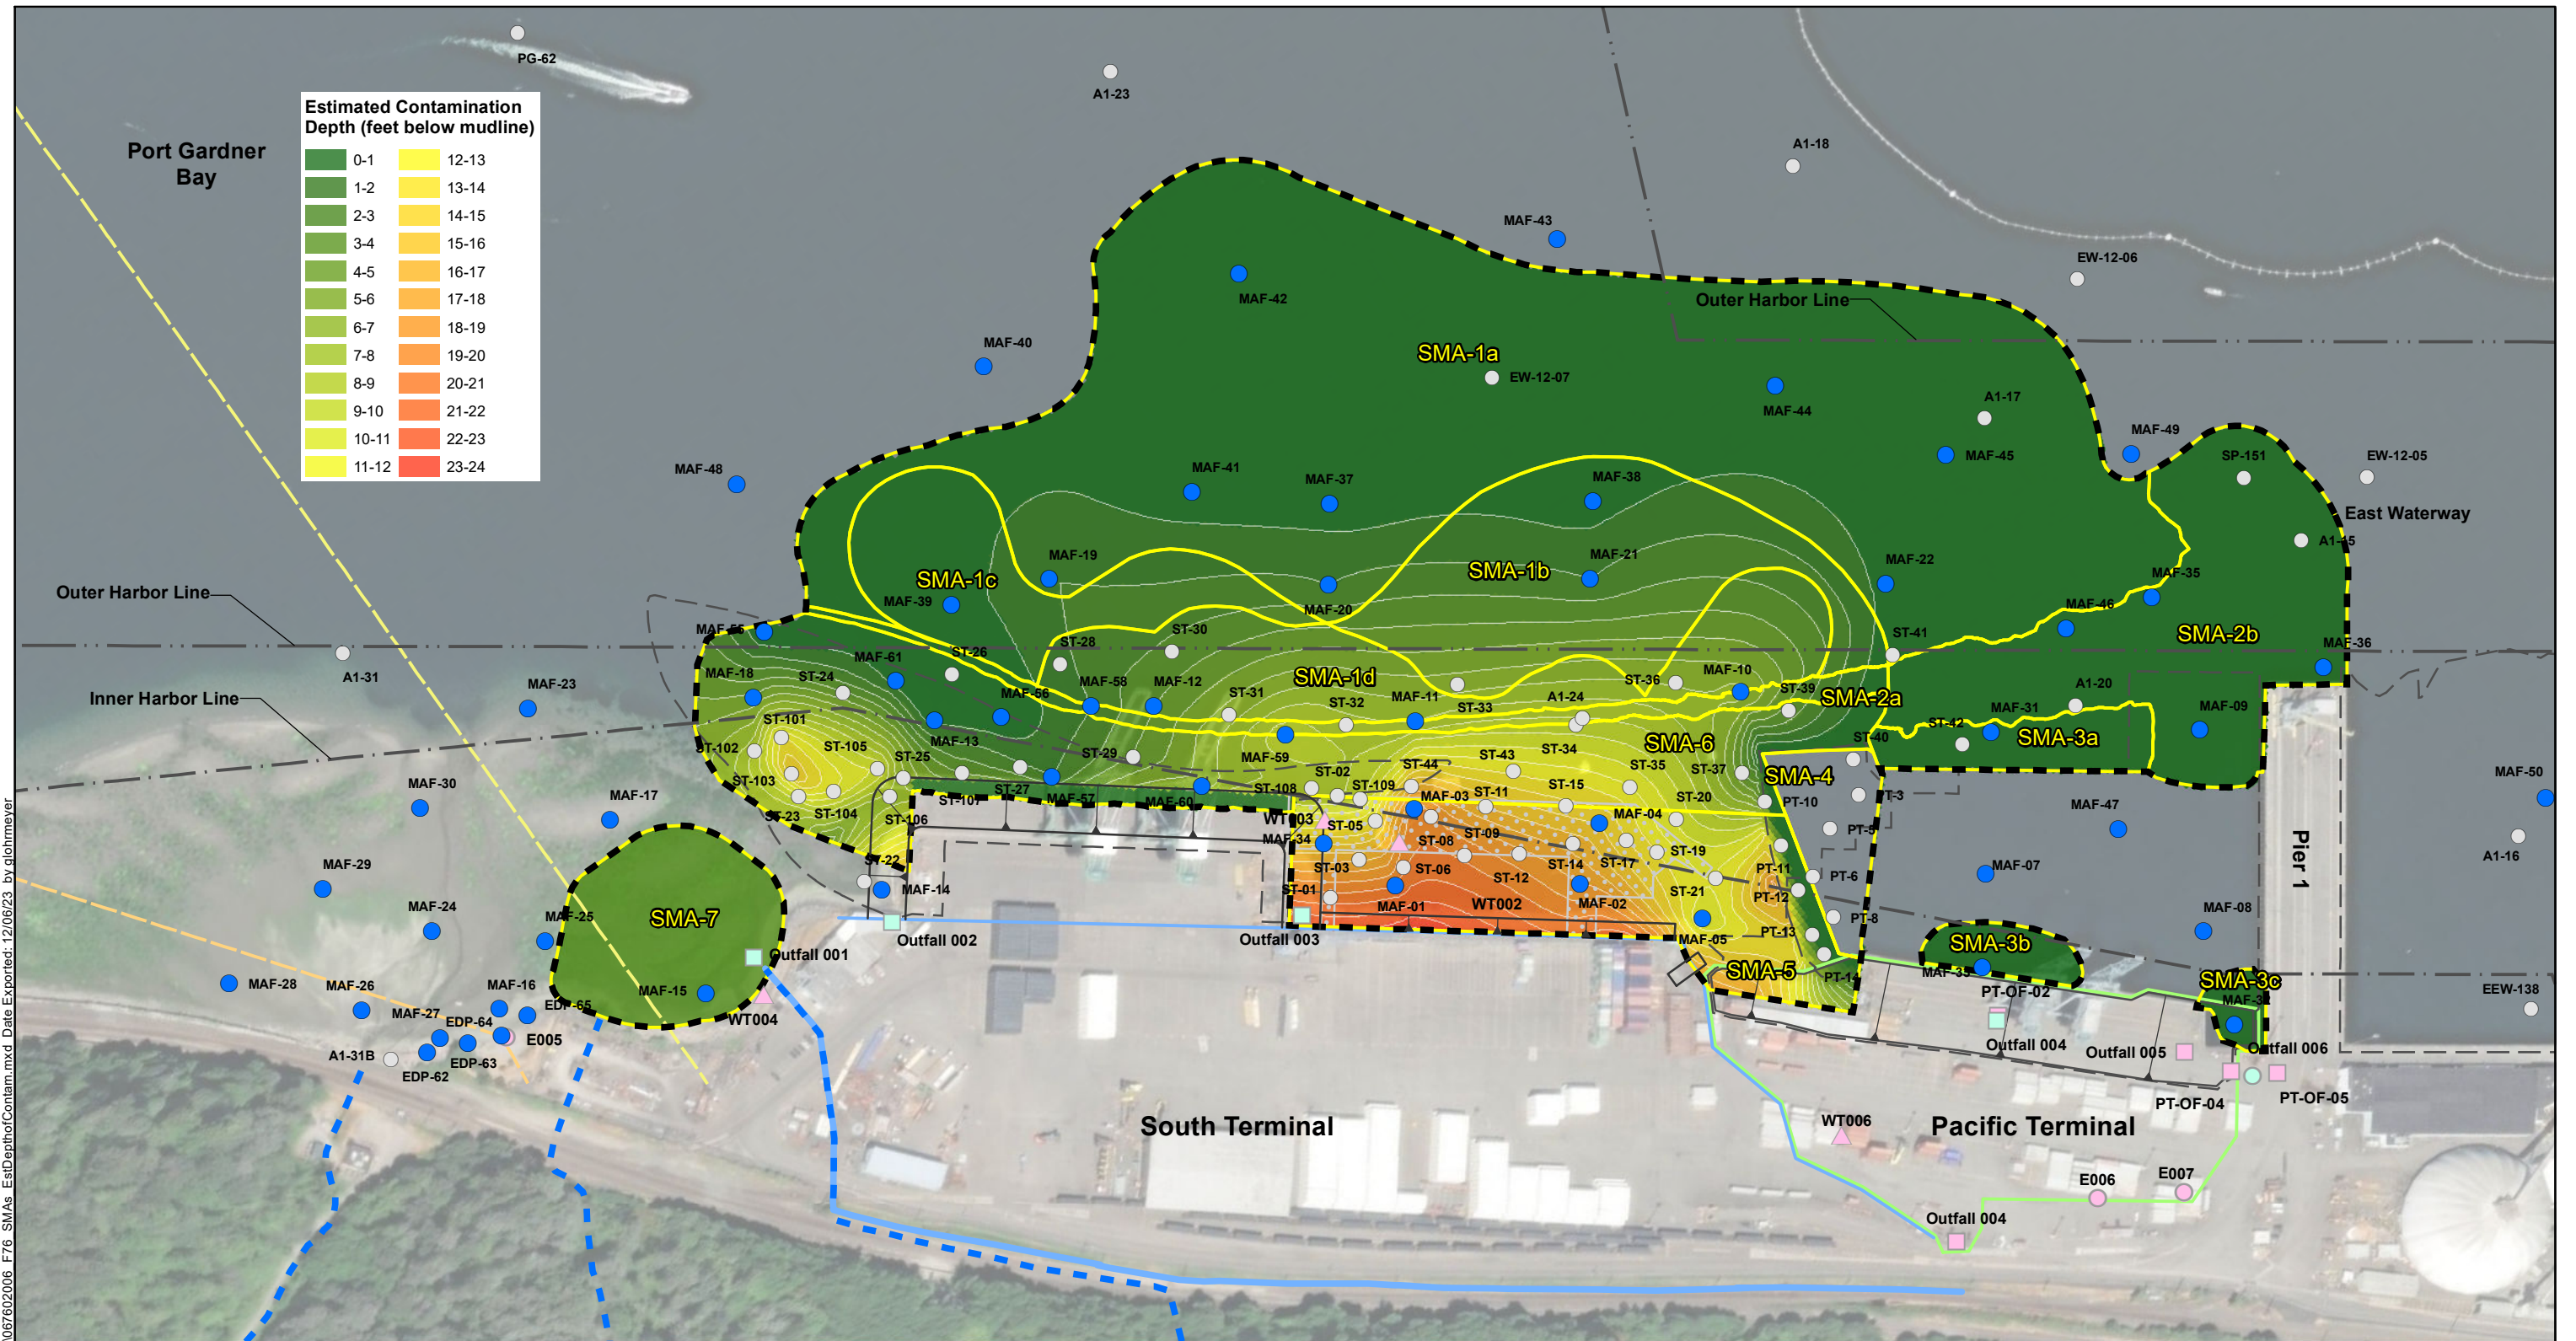 PG-62
A1-23
Estimated Contamination
Depth (feet below mudline)
0-1
1-2
2-3
3-4
4-5
5-6
6-7
7-8
8-9
9-10
10-11
11-12
12-13
13-14
14-15
15-16
16-17
17-18
18-19
19-20
20-21
21-22
22-23
23-24
Port Gardner
Bay
A1-18
MAF-43
EW-12-06
MAF-42
Outer Harbor Line
MAF-40
SMA-1a
EW-12-07
A1-17
MAF-44
MAF-49
MAF-45
SP-151
EW-12-05
MAF-48
MAF-41
MAF-37
MAF-38
East Waterway
A1-15
MAF-19
MAF-21
MAF-22
SMA-1c
SMA-1b
MAF-35
Outer Harbor Line
MAF-39
MAF-20
MAF-46
MAF-55
ST-30
SMA-2b
ST-28
ST-41
MAF-36
ST-26
MAF-61
A1-31
MAF-18
ST-24
SMA-1d
ST-36
MAF-10
MAF-23
MAF-58
MAF-12
ST-31
A1-20
Inner Harbor Line
MAF-56
ST-32
MAF-11
ST-33
A1-24
ST-39
SMA-2a
MAF-31
MAF-09
ST-101
ST-42
SMA-3a
ST-102
ST-105
MAF-13
ST-29
ST-34
SMA-6
ST-40
MAF-59
ST-43
ST-25
ST-103
ST-02
ST-44
ST-35
ST-37
SMA-4
MAF-50
ST-27
ST-108
ST-109
ST-15
MAF-30
MAF-17
ST-104
ST-107
MAF-57
MAF-60
MAF-03
ST-11
ST-20
PT-10
MAF-47
ST-23
ST-106
WT003
ST-05
MAF-04
PT-5
ST-09
MAF-34
ST-08
A1-16
ST-22
ST-03
ST-06
ST-14
ST-17
ST-19
PT-11
PT-6
MAF-07
Pier 1
MAF-29
MAF-14
ST-01
ST-12
ST-21
PT-12
MAF-24
MAF-25
SMA-7
MAF-01
WT002
MAF-02
PT-8
MAF-08
Outfall 002
Outfall 003
MAF-05
PT-13
SMA-3b
Outfall 001
SMA-5
PT-14
SMA-3c
MAF-28
MAF-26
MAF-16
MAF-15
EDP-65
PT-OF-02
EEW-138
MAF-27
EDP-64
WT004
E005
Outfall 004
Outfall 005
Outfall 006
A1-31B
EDP-62
EDP-63
PT-OF-04
PT-OF-05
South Terminal
WT006
Pacific Terminal
E006
E007
Outfall 004
\067602006 F76 SMAs EstDepthofContam.mxd Date Exported: 12/06/23 by glohrmeyer